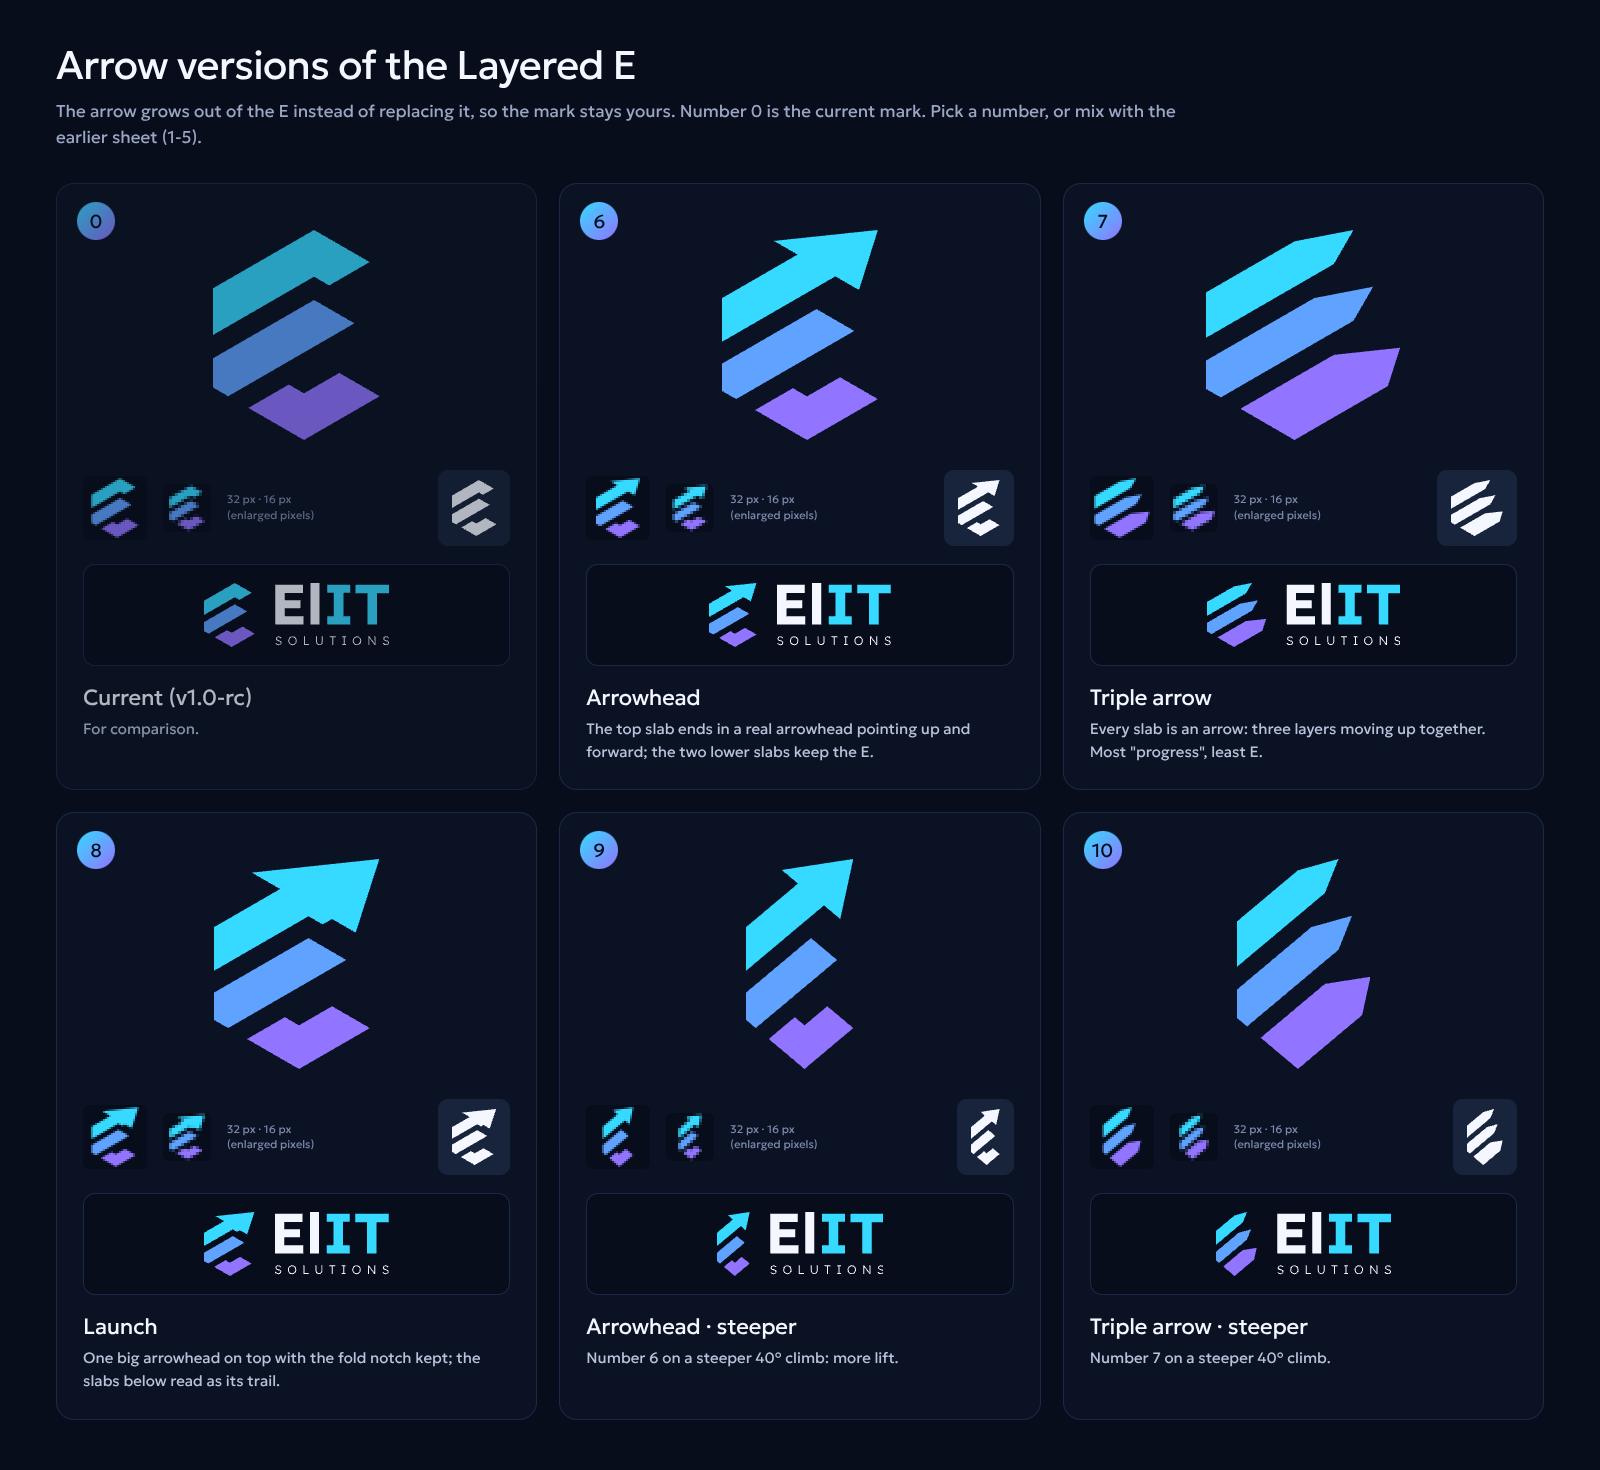 Arrow versions of the Layered E
The arrow grows out of the E instead of replacing it, so the mark stays yours. Number 0 is the current mark. Pick a number, or mix with the
earlier sheet (1-5).
0
32 px · 16 px
(enlarged pixels)
ElIT
SOLUTIONS
Current (v1.0-rc)
For comparison.
6
32 px · 16 px
(enlarged pixels)
ElIT
SOLUTIONS
Arrowhead
The top slab ends in a real arrowhead pointing up and
forward; the two lower slabs keep the E.
7
32 px · 16 px
(enlarged pixels)
ElIT
SOLUTIONS
Triple arrow
Every slab is an arrow: three layers moving up together.
Most "progress", least E.
8
32 px · 16 px
(enlarged pixels)
ElIT
SOLUTIONS
Launch
One big arrowhead on top with the fold notch kept; the
slabs below read as its trail.
9
32 px · 16 px
(enlarged pixels)
ElIT
SOLUTIONS
Arrowhead · steeper
Number 6 on a steeper 40° climb: more lift.
10
32 px · 16 px
(enlarged pixels)
ElIT
SOLUTIONS
Triple arrow · steeper
Number 7 on a steeper 40° climb.